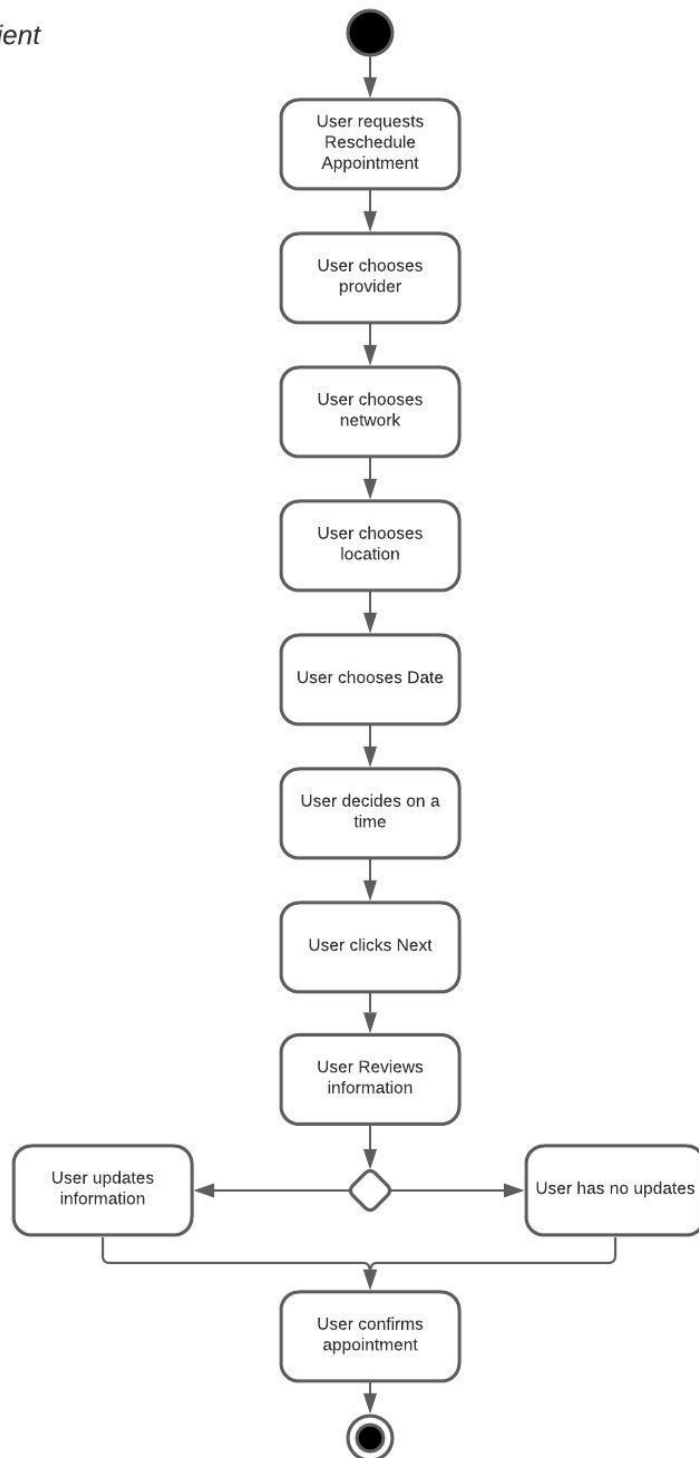 ient
User requests
Reschedule
Appointment
User chooses
provider
User chooses
network
User chooses
location
User chooses Date
User decides on a
time
User clicks Next
User Reviews
information
User updates
information
User has no updates
User confirms
appointment